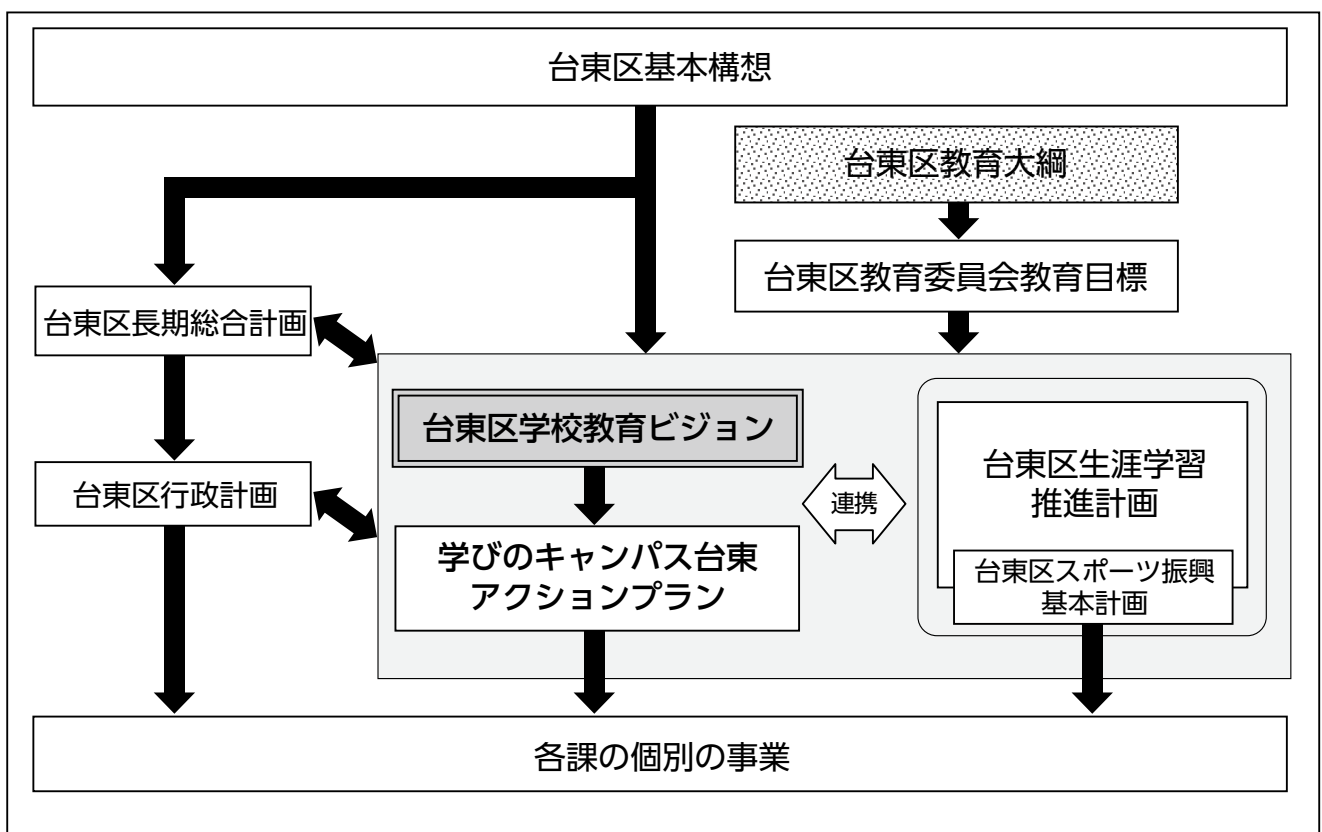 台東区基本構想
台東区教育大綱
台東区教育委員会教育目標
台東区長期総合計画
台東区学校教育ビジョン
台東区行政計画
学びのキャンパス台東
アクションプラン
連携
台東区生涯学習
推進計画
台東区スポーツ振興
基本計画
各課の個別の事業